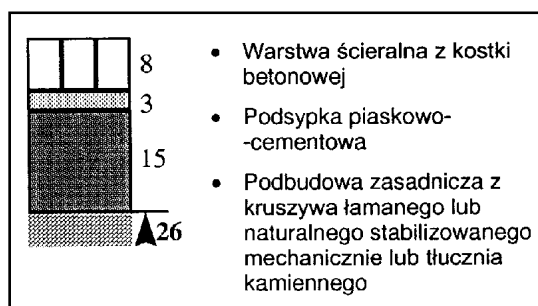 8
3
15
26
• Warstwa ścieralna z kostki
betonowej
• Podsypka piaskowo-
-cementowa
• Podbudowa zasadnicza z
kruszywa łamanego lub
naturalnego stabilizowanego
mechanicznie lub tłucznia
kamiennego